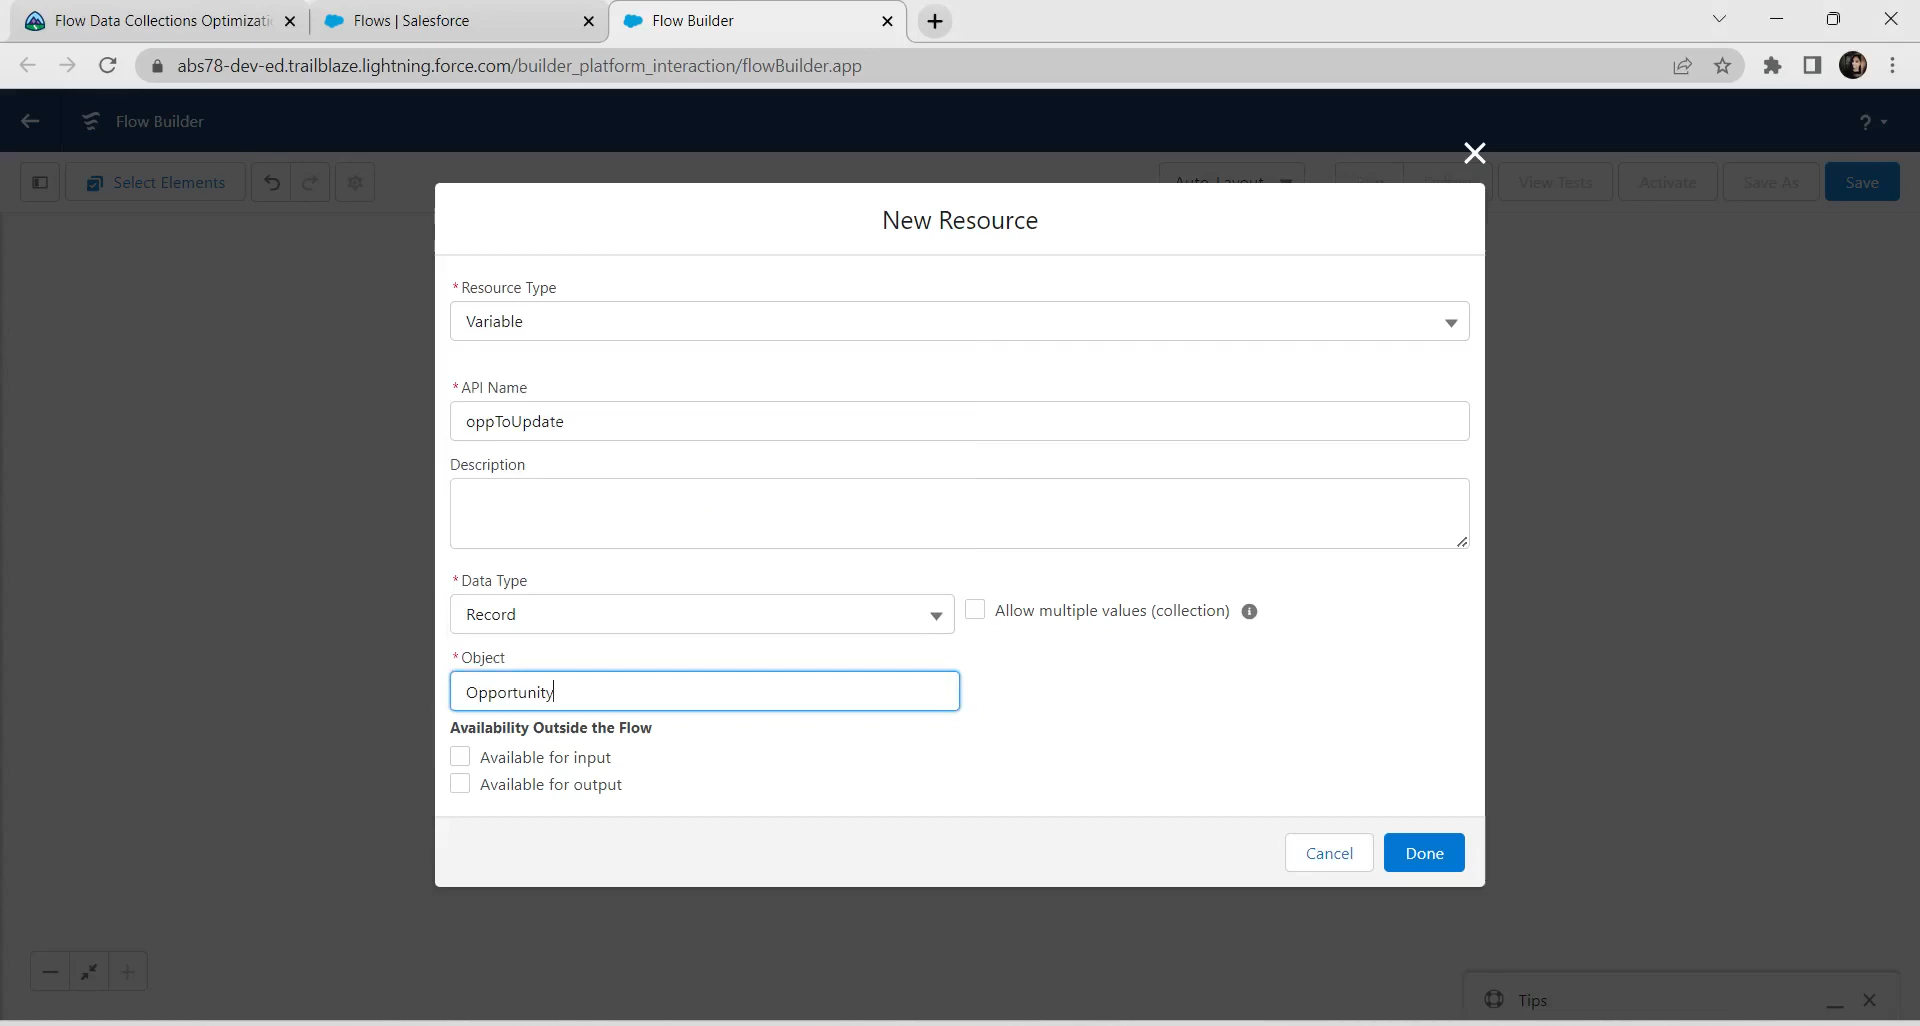 Flow Data Collections Optimizati
Flows | Salesforce
Flow Builder
abs78-dev-ed.trailblaze.lightning.force.com/builder_platform_interaction/flowBuilder.app
Flow Builder
?
Select Elements
Auto-Layout
View Tests
Activate
Save As
Save
New Resource
* Resource Type
Variable
* API Name
oppToUpdate
Description
* Data Type
Record
Allow multiple values (collection)
* Object
Opportunity
Availability Outside the Flow
Available for input
Available for output
Cancel
Done
Tips